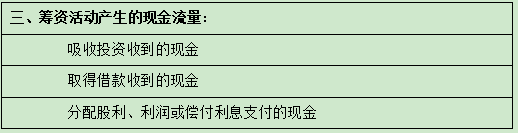 三、筹资活动产生的现金流量：
吸收投资收到的现金
取得借款收到的现金
分配股利、利润或偿付利息支付的现金